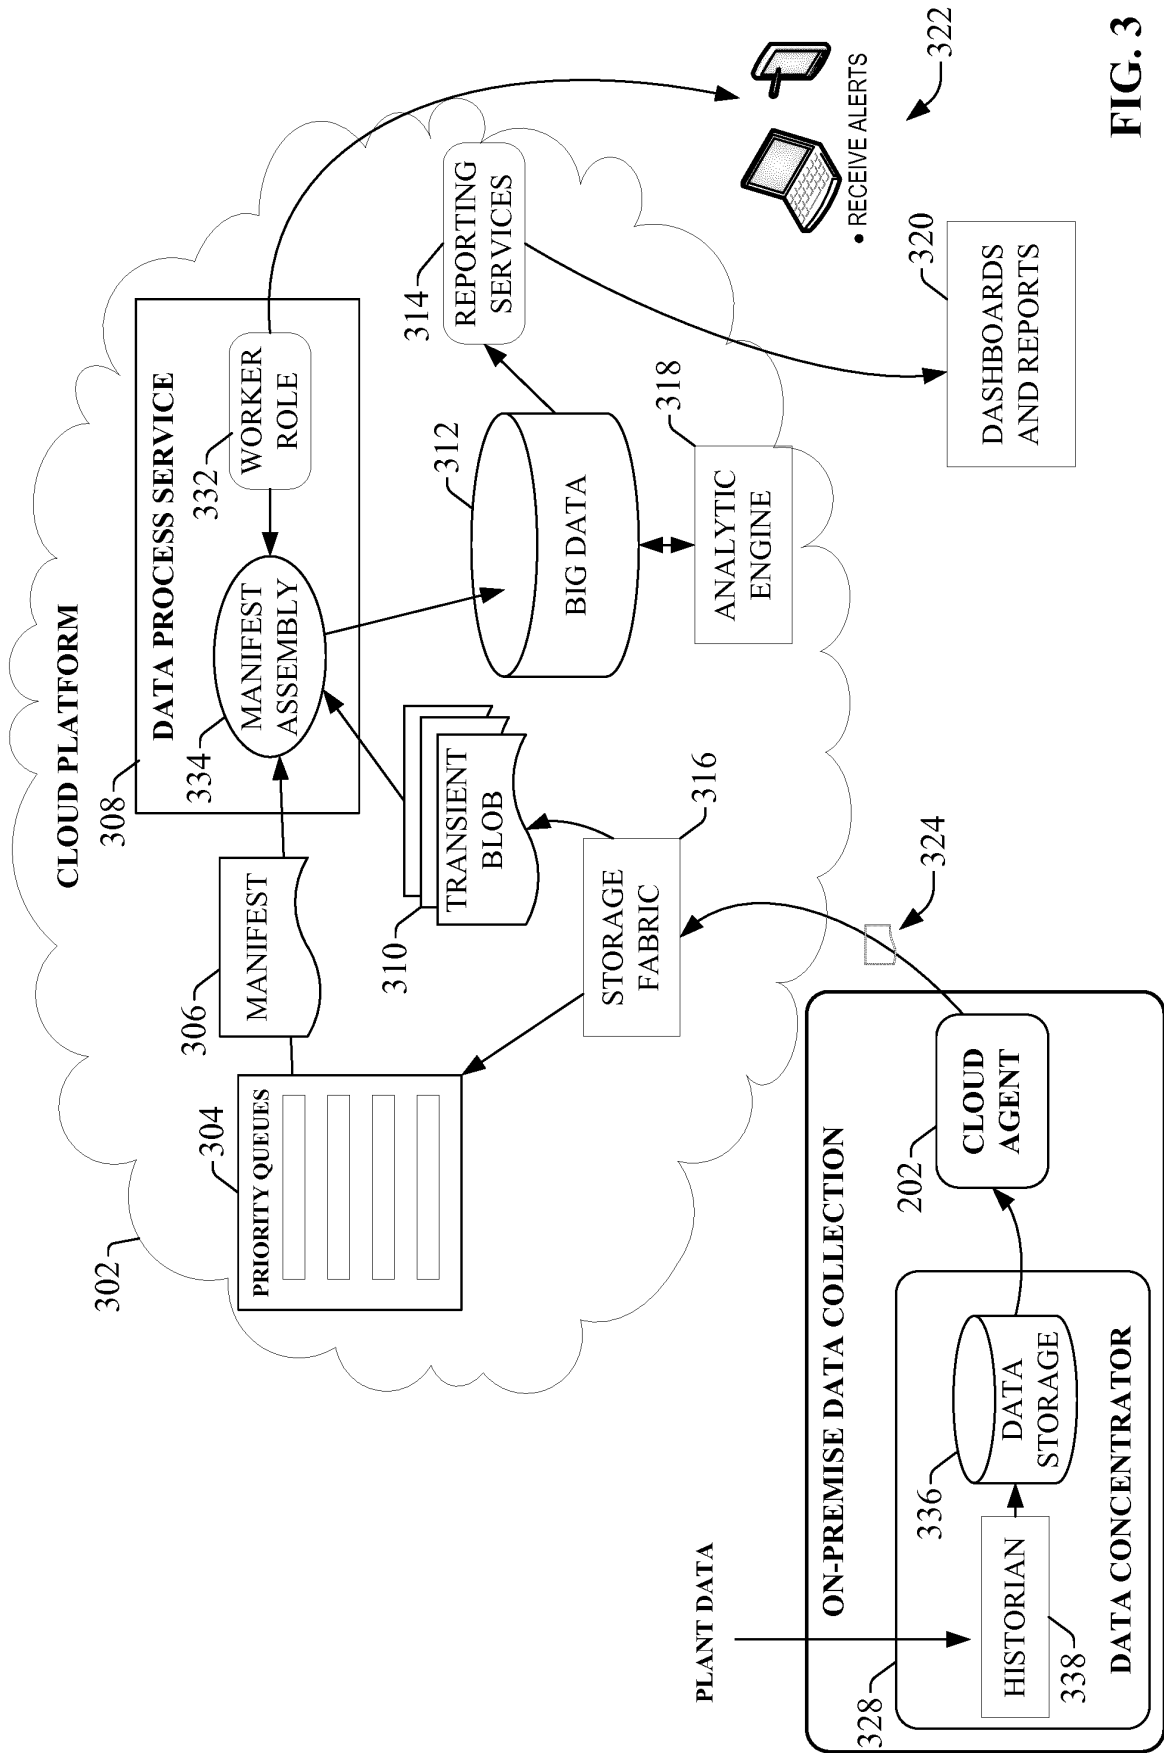 CLOUD PLATFORM
302
304
PRIORITY QUEUES
306
MANIFEST
308
DATA PROCESS SERVICE
334
MANIFEST
ASSEMBLY
332
WORKER
ROLE
310
TRANSIENT
BLOB
312
BIG DATA
314
REPORTING
SERVICES
STORAGE
FABRIC
316
ANALYTIC
ENGINE
318
• RECEIVE ALERTS
322
PLANT DATA
ON-PREMISE DATA COLLECTION
328
HISTORIAN
338
336
DATA
STORAGE
DATA CONCENTRATOR
202
CLOUD
AGENT
324
320
DASHBOARDS
AND REPORTS
FIG. 3